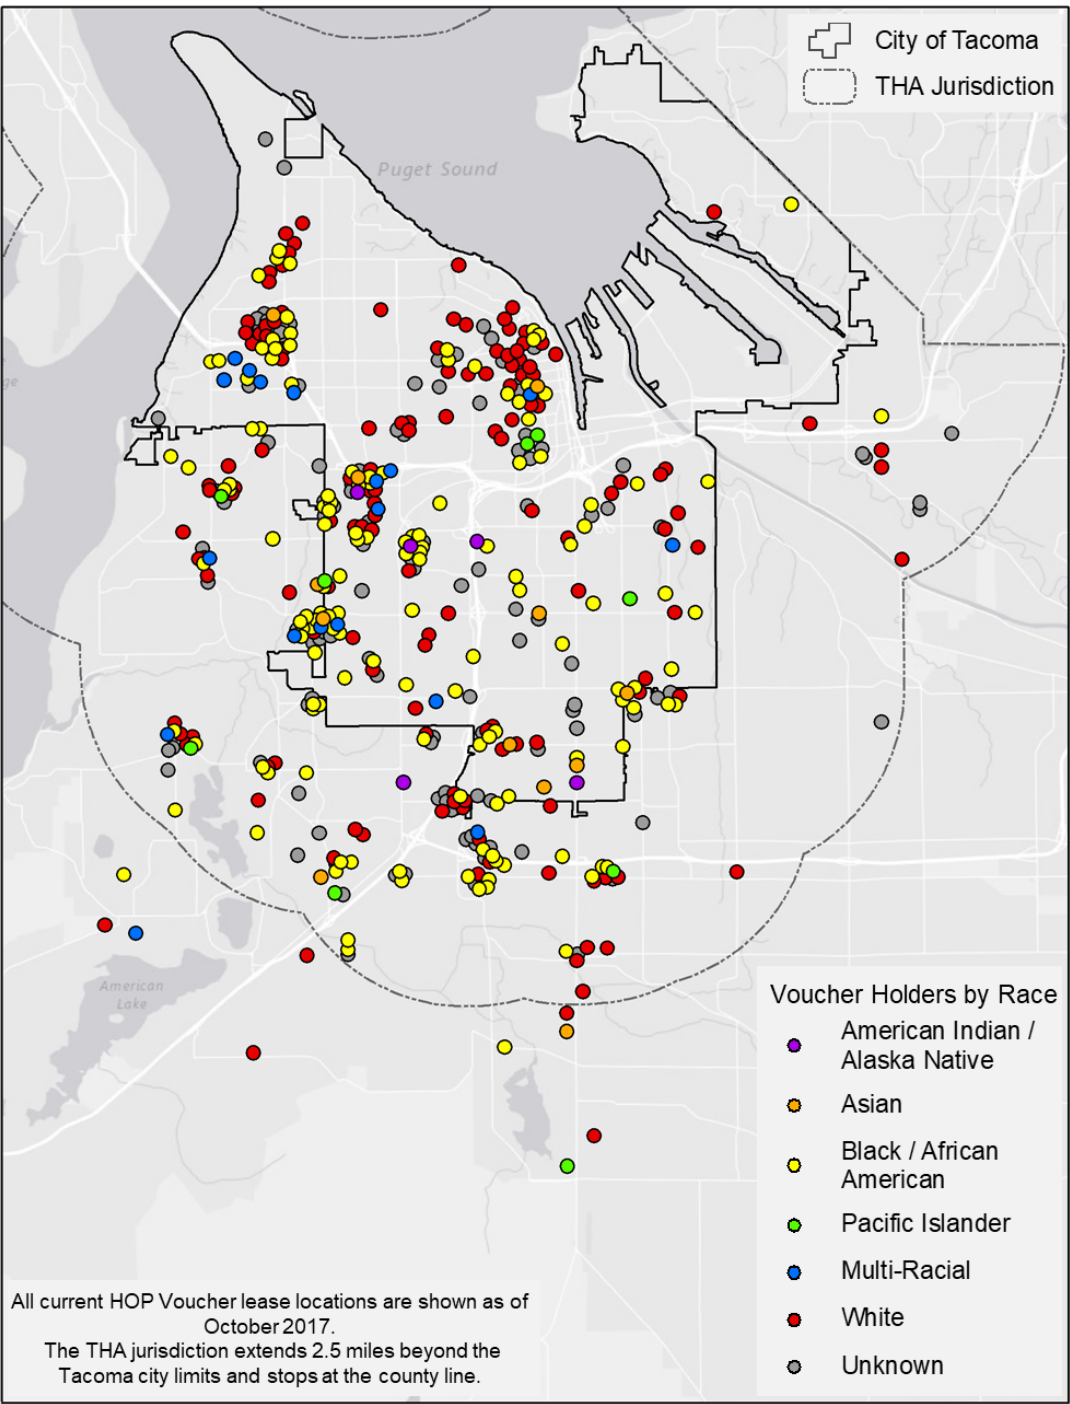 City of Tacoma
THA Jurisdiction
Puget Sound
ge
American
Lake
Voucher Holders by Race
American Indian /
Alaska Native
Asian
Black / African
American
Pacific Islander
Multi-Racial
White
Unknown
All current HOP Voucher lease locations are shown as of
October 2017.
The THA jurisdiction extends 2.5 miles beyond the
Tacoma city limits and stops at the county line.